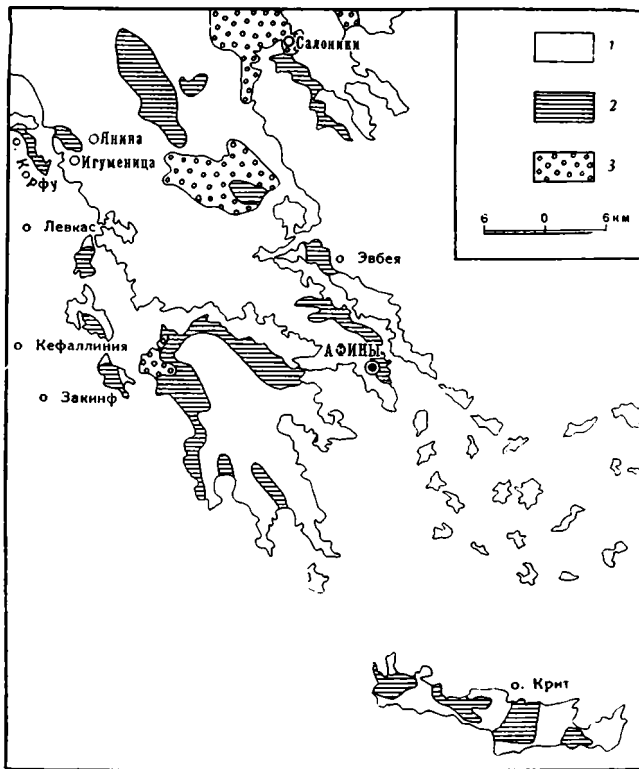 Салоники
1
2
3
6 0 6 км
Янина
Игуменица
о Корфу
о Левкас
о Эвбея
о Кефаллиния
АФИНЫ
о Закинф
о. Крит